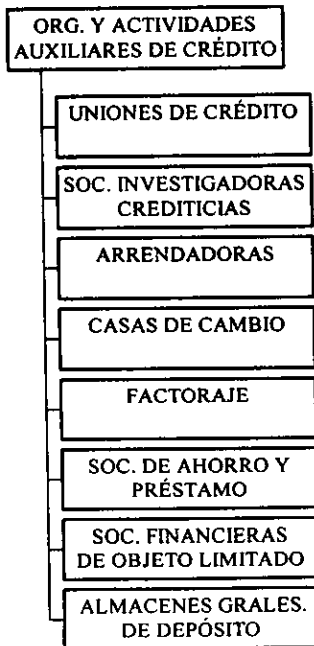 ORG. Y ACTIVIDADES
AUXILIARES DE CRÉDITO
UNIONES DE CRÉDITO
SOC. INVESTIGADORAS
CREDITICIAS
ARRENDADORAS
CASAS DE CAMBIO
FACTORAJE
SOC. DE AHORRO Y
PRÉSTAMO
SOC. FINANCIERAS
DE OBJETO LIMITADO
ALMACENES GRALES.
DE DEPÓSITO